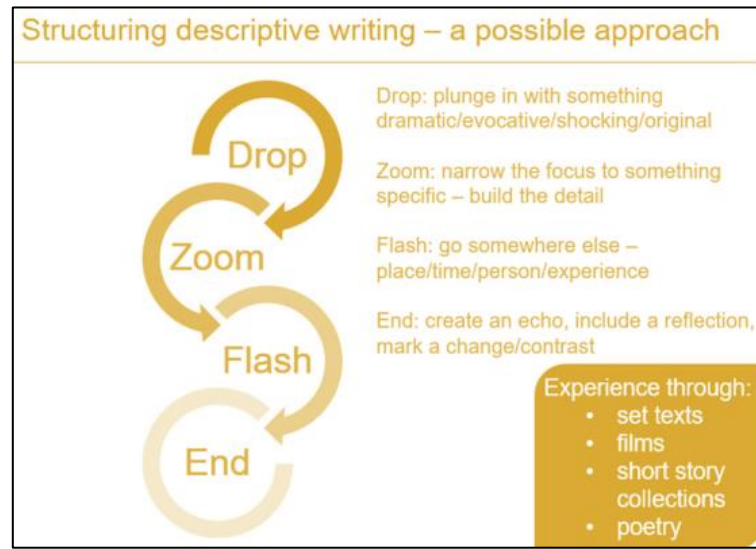 Structuring descriptive writing – a possible approach
Drop
Zoom
Flash
End
Drop: plunge in with something
dramatic/evocative/shocking/original
Zoom: narrow the focus to something
specific – build the detail
Flash: go somewhere else –
place/time/person/experience
End: create an echo, include a reflection,
mark a change/contrast
Experience through:
• set texts
• films
• short story
collections
• poetry